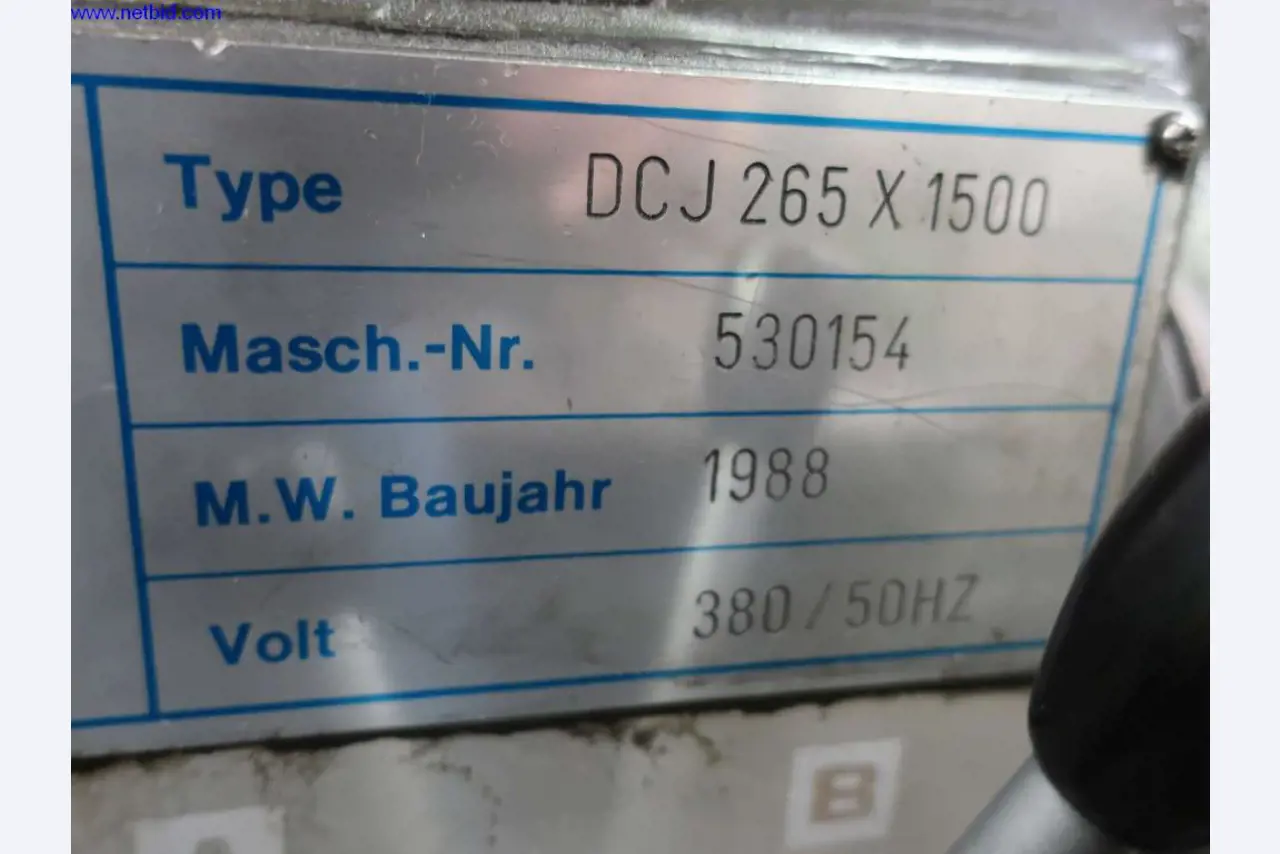 www.netbid.com
Type DCJ 265 X 1500
Masch.-Nr. 530154
M.W. Baujahr 1988
Volt 380/50HZ
B